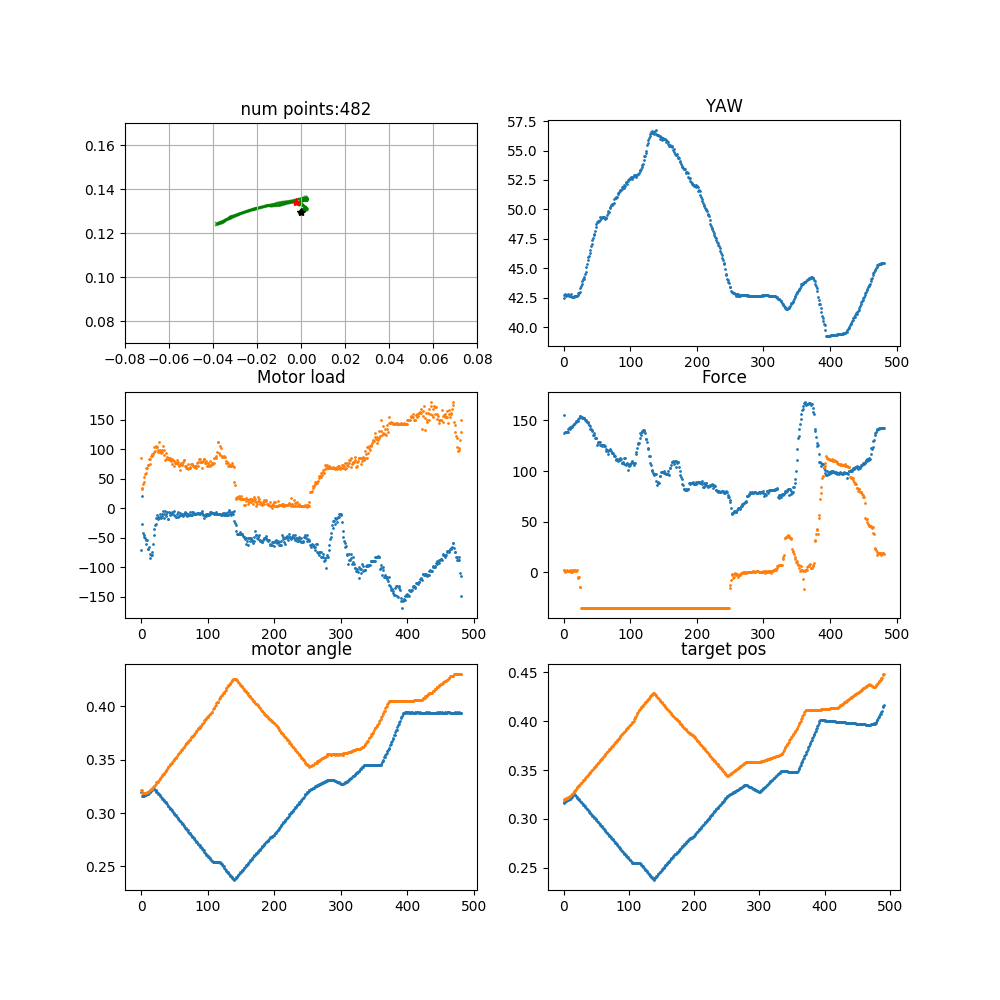 num points:482
0.16
0.14
0.12
0.10
0.08
−0.08 −0.06 −0.04 −0.02 0.00 0.02 0.04 0.06 0.08
YAW
57.5
55.0
52.5
50.0
47.5
45.0
42.5
40.0
0 100 200 300 400 500
Motor load
150
100
50
0
−50
−100
−150
0 100 200 300 400 500
Force
150
100
50
0
0 100 200 300 400 500
motor angle
0.40
0.35
0.30
0.25
0 100 200 300 400 500
target pos
0.45
0.40
0.35
0.30
0.25
0 100 200 300 400 500